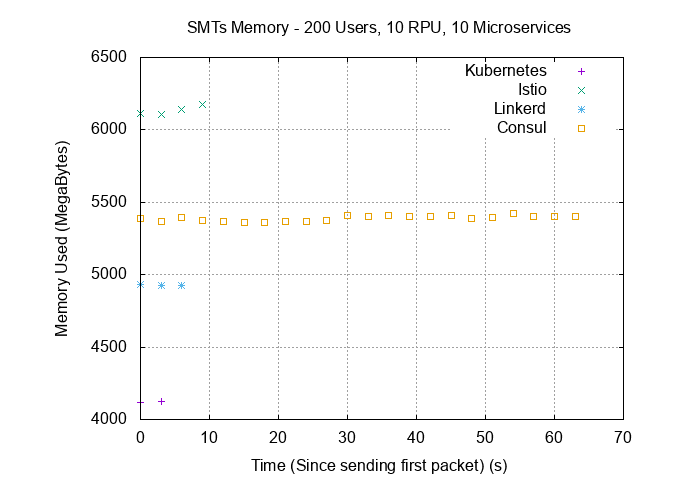 SMTs Memory - 200 Users, 10 RPU, 10 Microservices
Memory Used (MegaBytes)
6500
6000
5500
5000
4500
4000
Kubernetes
Istio
Linkerd
Consul
0 10 20 30 40 50 60 70
Time (Since sending first packet) (s)